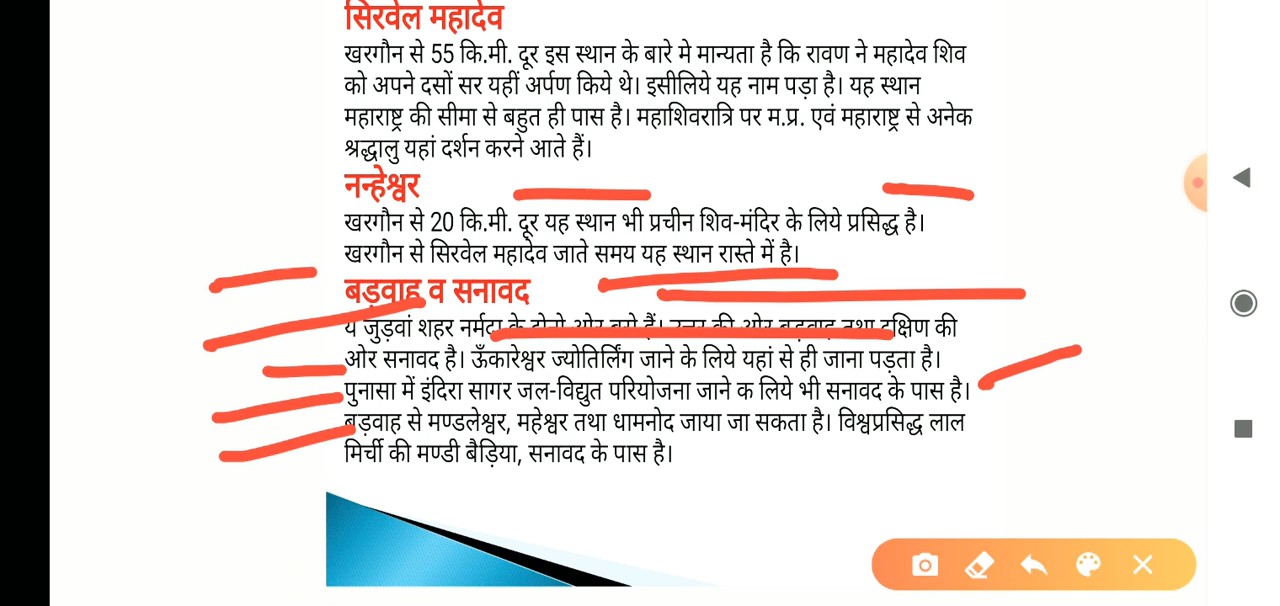 सिरवेल महादेव
खरगौन से 55 कि.मी. दूर इस स्थान के बारे मे मान्यता है कि रावण ने महादेव शिव
को अपने दसों सर यहीं अर्पण किये थे। इसीलिये यह नाम पड़ा है। यह स्थान
महाराष्ट्र की सीमा से बहुत ही पास है। महाशिवरात्रि पर म.प्र. एवं महाराष्ट्र से अनेक
श्रद्धालु यहां दर्शन करने आते हैं।
नन्हेश्वर
खरगौन से 20 कि.मी. दूर यह स्थान भी प्रचीन शिव-मंदिर के लिये प्रसिद्ध है।
खरगौन से सिरवेल महादेव जाते समय यह स्थान रास्ते में है।
बड़वाह व सनावद
ये जुड़वां शहर नर्मदा के दोनो ओर बसे हैं। उत्तर की ओर बड़वाह तथा दक्षिण की
ओर सनावद है। ऊँकारेश्वर ज्योतिर्लिंग जाने के लिये यहां से ही जाना पड़ता है।
पुनासा में इंदिरा सागर जल-विद्युत परियोजना जाने क लिये भी सनावद के पास है।
बड़वाह से मण्डलेश्वर, महेश्वर तथा धामनोद जाया जा सकता है। विश्वप्रसिद्ध लाल
मिर्ची की मण्डी बैड़िया, सनावद के पास है।